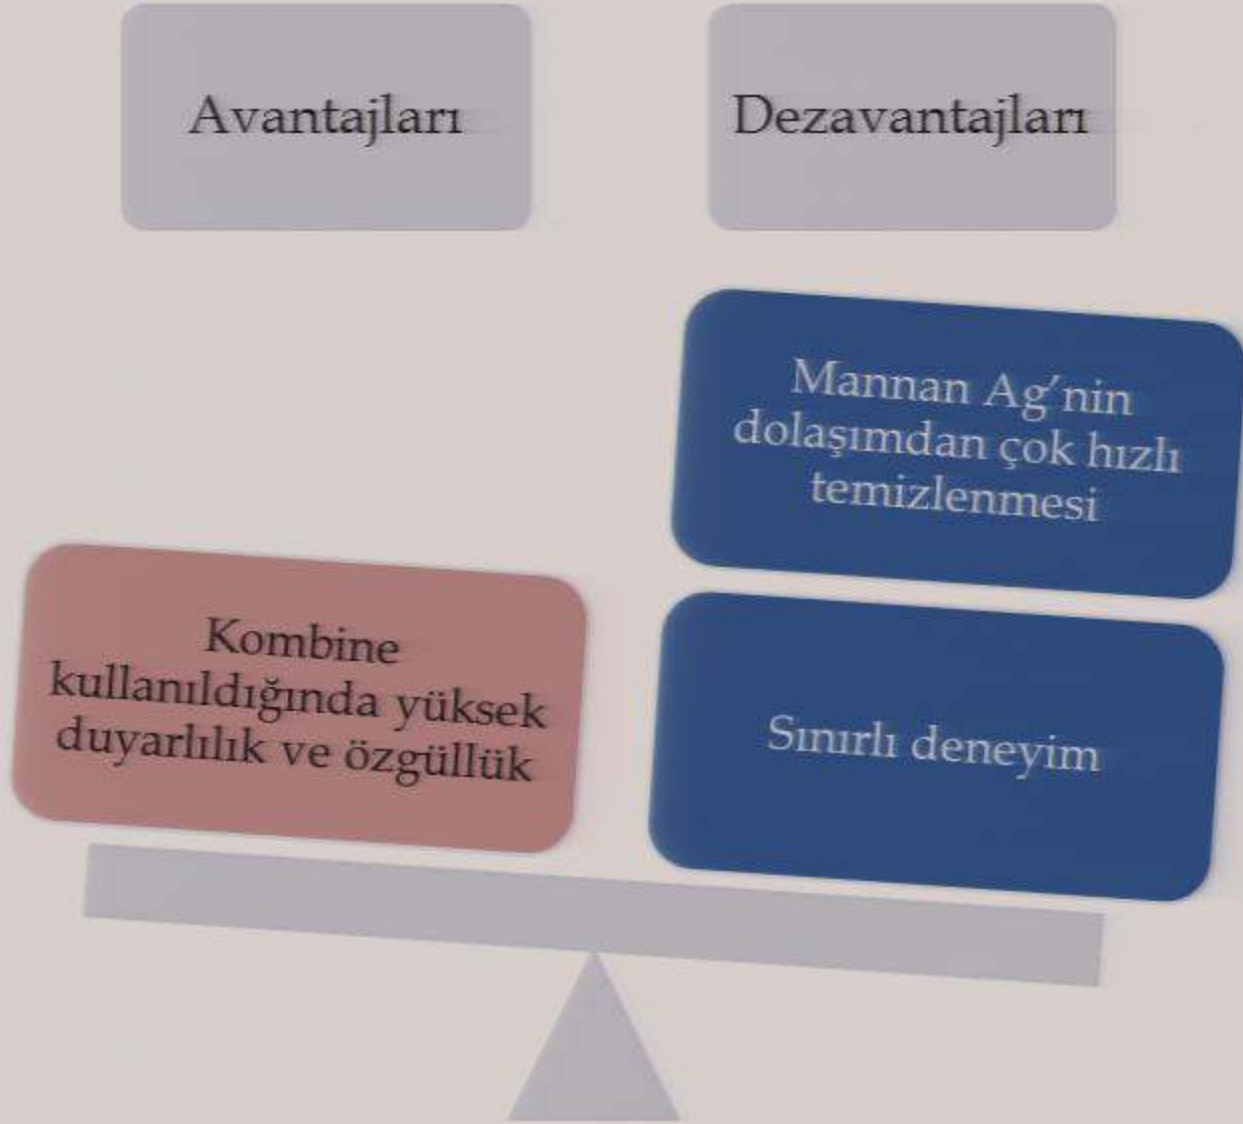 Avantajları
Dezavantajları
Mannan Ag'nin
dolaşımdan çok hızlı
temizlenmesi
Kombine
kullanıldığında yüksek
duyarlılık ve özgüllük
Sınırlı deneyim